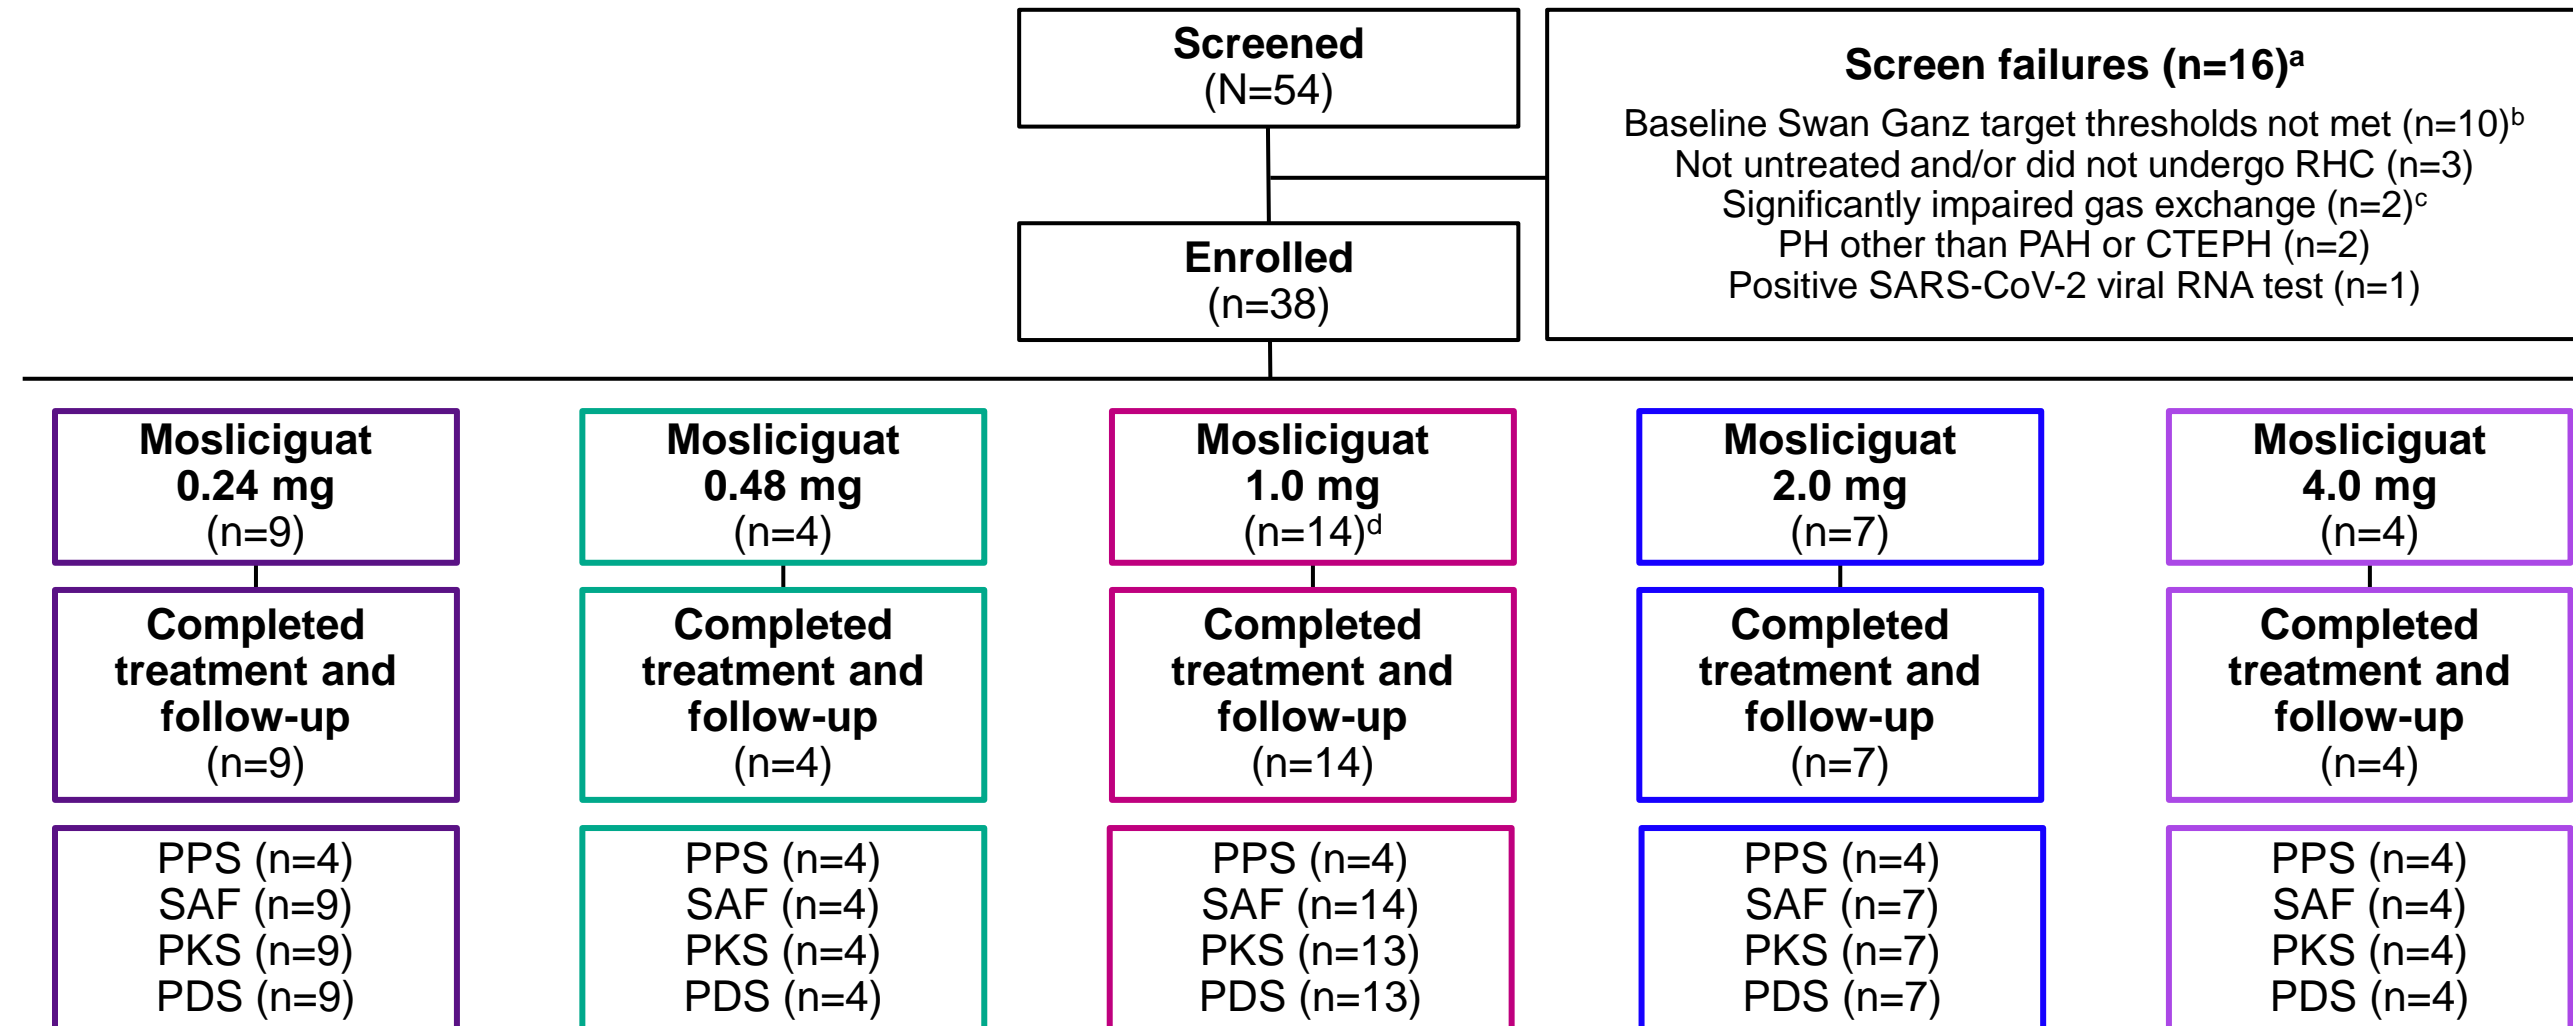 Screened
(N=54)
Screen failures (n=16)ᵃ
Baseline Swan Ganz target thresholds not met (n=10)ᵇ
Not untreated and/or did not undergo RHC (n=3)
Significantly impaired gas exchange (n=2)ᶜ
PH other than PAH or CTEPH (n=2)
Positive SARS-CoV-2 viral RNA test (n=1)
Enrolled
(n=38)
Mosliciguat
0.24 mg
(n=9)
Completed
treatment and
follow-up
(n=9)
PPS (n=4)
SAF (n=9)
PKS (n=9)
PDS (n=9)
Mosliciguat
0.48 mg
(n=4)
Completed
treatment and
follow-up
(n=4)
PPS (n=4)
SAF (n=4)
PKS (n=4)
PDS (n=4)
Mosliciguat
1.0 mg
(n=14)ᵈ
Completed
treatment and
follow-up
(n=14)
PPS (n=4)
SAF (n=14)
PKS (n=13)
PDS (n=13)
Mosliciguat
2.0 mg
(n=7)
Completed
treatment and
follow-up
(n=7)
PPS (n=4)
SAF (n=7)
PKS (n=7)
PDS (n=7)
Mosliciguat
4.0 mg
(n=4)
Completed
treatment and
follow-up
(n=4)
PPS (n=4)
SAF (n=4)
PKS (n=4)
PDS (n=4)